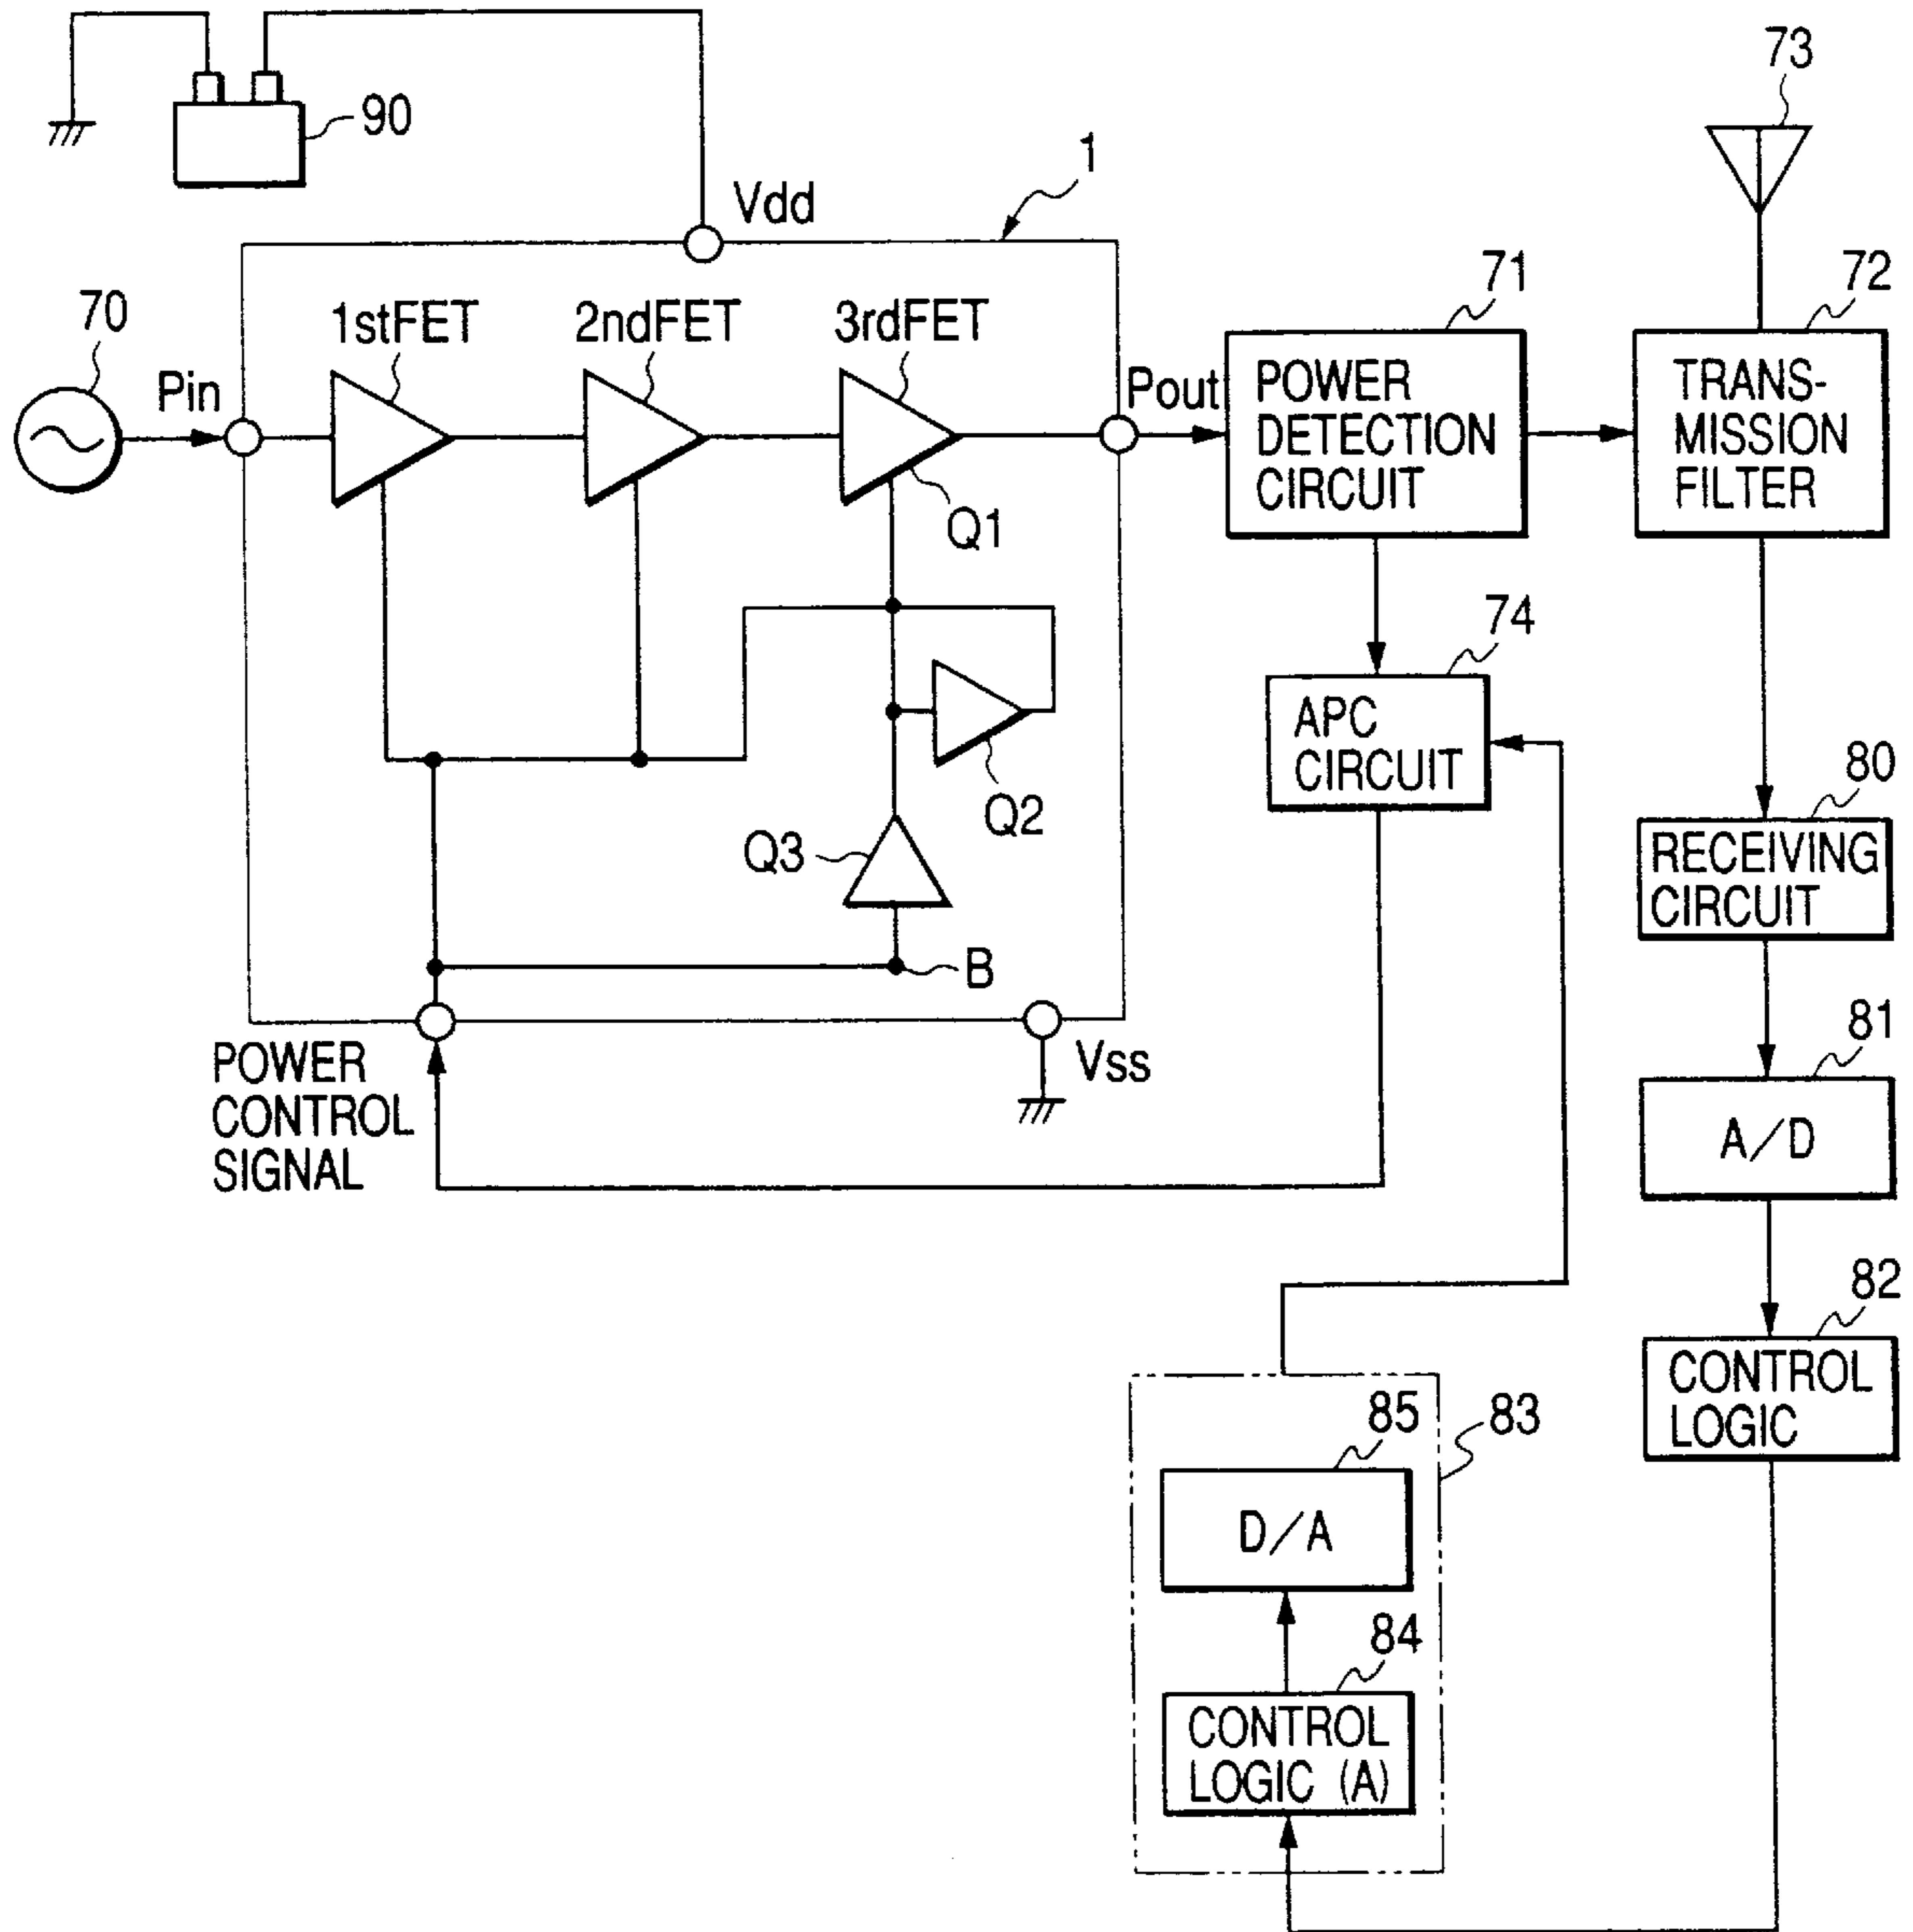 90
73
1
Vdd
70
Pin
1stFET
2ndFET
3rdFET
Q1
Pout
71
POWER
DETECTION
CIRCUIT
72
TRANS-
MISSION
FILTER
74
APC
CIRCUIT
Q2
Q3
B
80
RECEIVING
CIRCUIT
POWER
CONTROL
SIGNAL
Vss
81
A/D
82
CONTROL
LOGIC
83
85
D/A
84
CONTROL
LOGIC (A)